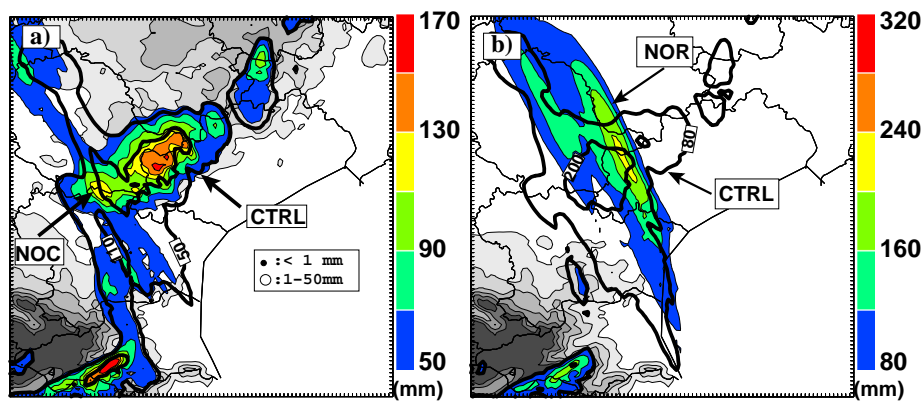 a)
NOC
CTRL
110
50
● :< 1 mm
○ :1-50mm
170
130
90
50
(mm)
b)
NOR
CTRL
200
80
320
240
160
80
(mm)